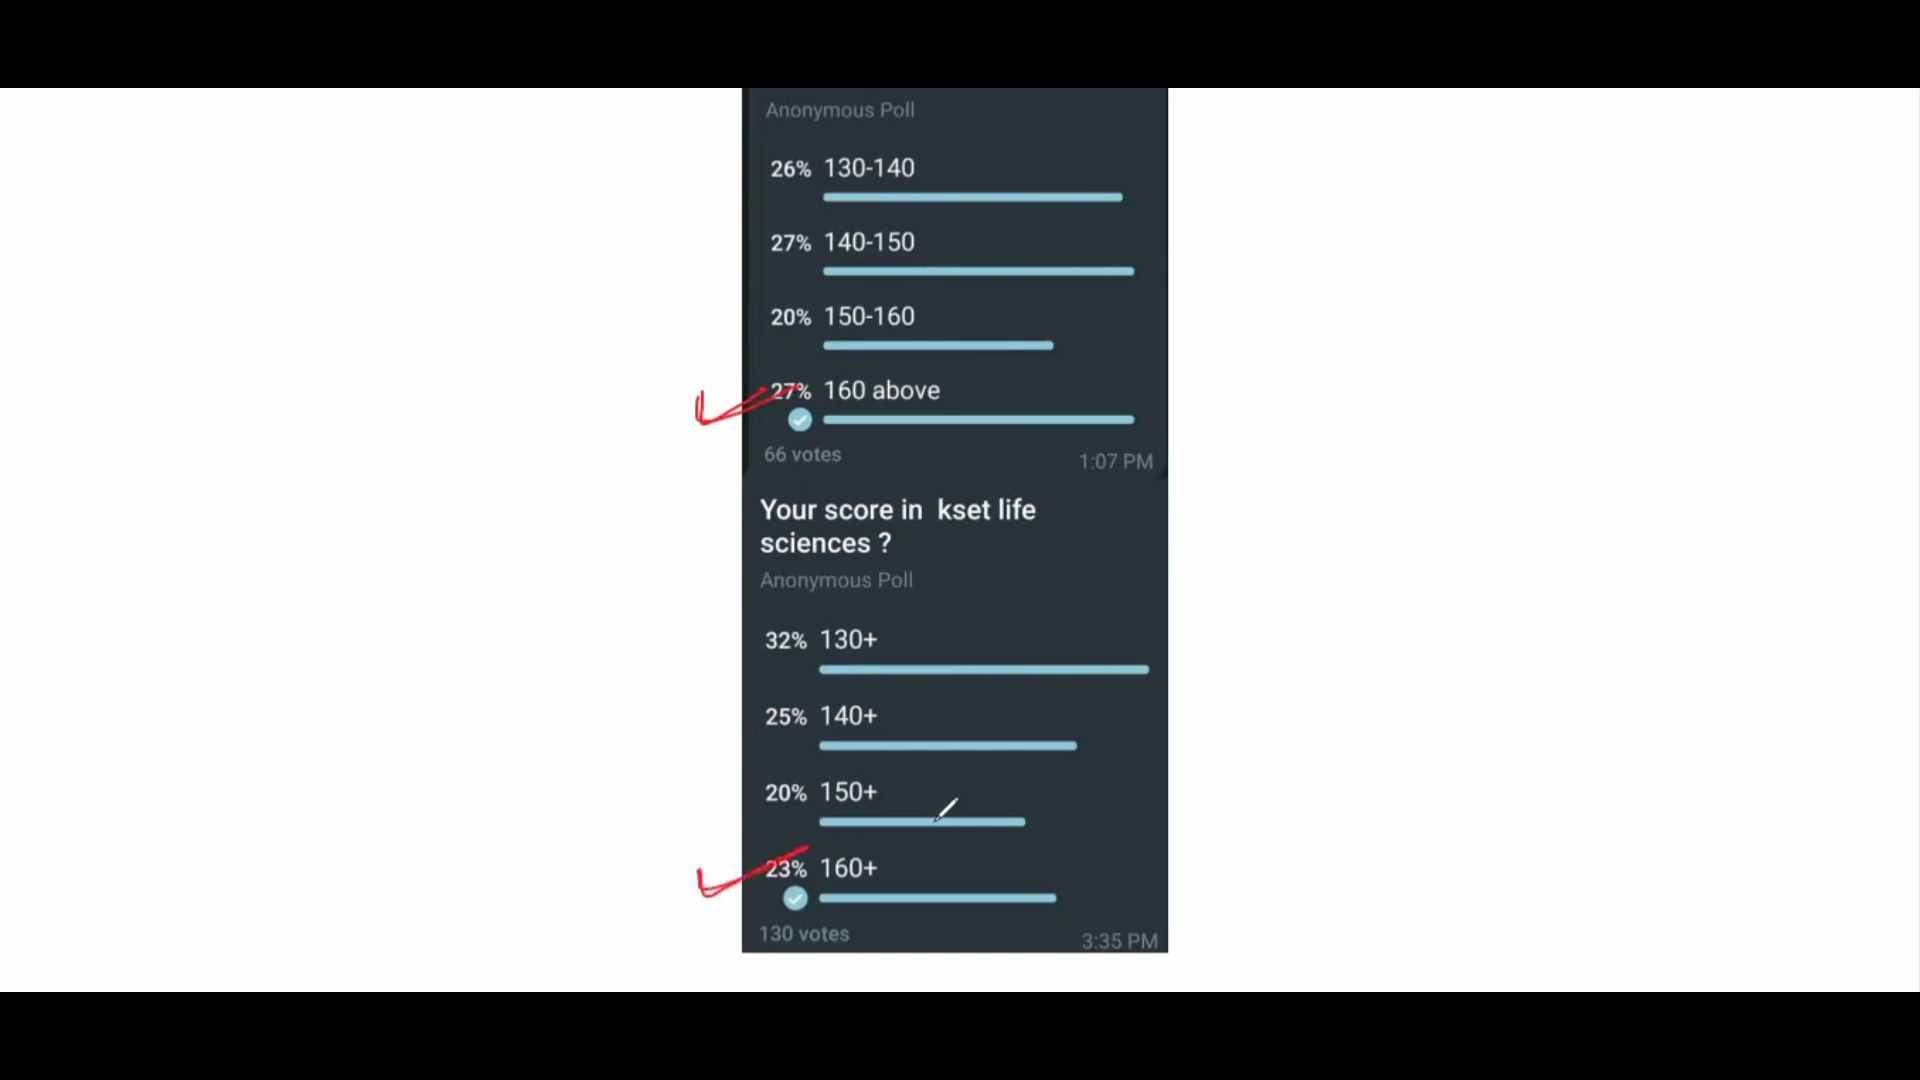 Anonymous Poll
26% 130-140
27% 140-150
20% 150-160
27% 160 above
66 votes 1:07 PM
Your score in kset life
sciences ?
Anonymous Poll
32% 130+
25% 140+
20% 150+
23% 160+
130 votes 3:35 PM